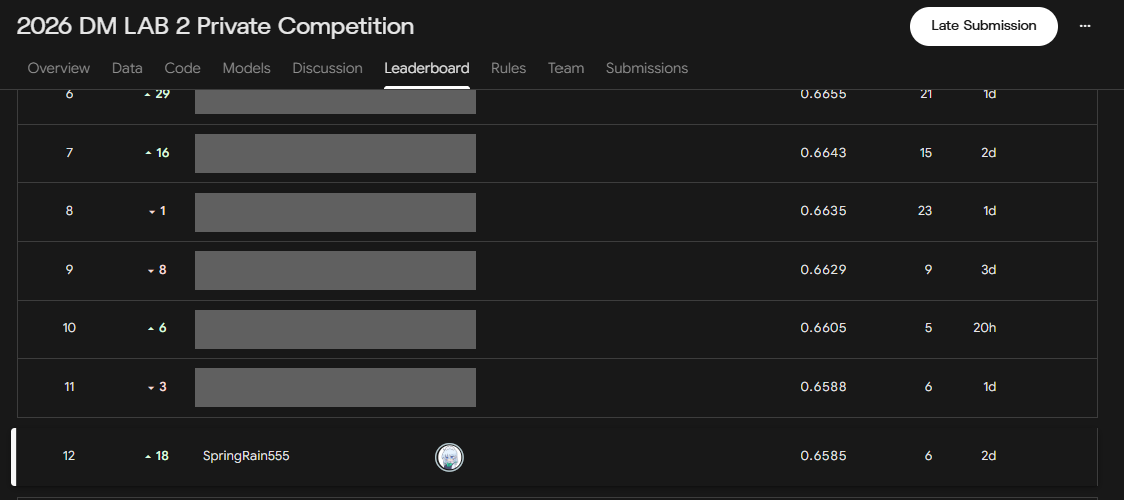 2026 DM LAB 2 Private Competition
Late Submission
Overview Data Code Models Discussion Leaderboard Rules Team Submissions
6 29 0.6655 21 1d
7 16 0.6643 15 2d
8 1 0.6635 23 1d
9 8 0.6629 9 3d
10 6 0.6605 5 20h
11 3 0.6588 6 1d
12 18 SpringRain555 0.6585 6 2d